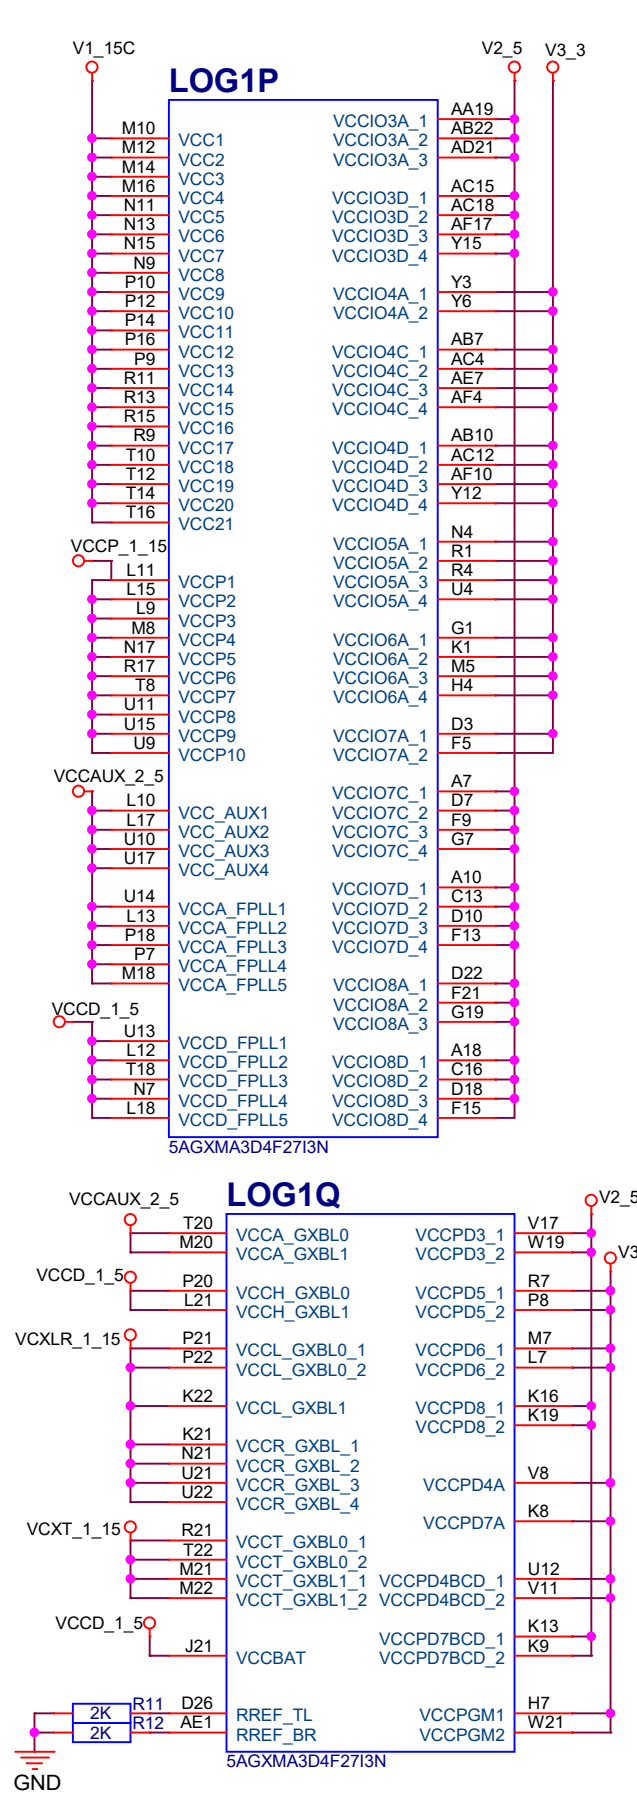 V1_15C
V2_5
V3_3
LOG1P
M10 VCC1
M12 VCC2
M14 VCC3
M16 VCC4
N11 VCC5
N13 VCC6
N15 VCC7
N9 VCC8
P10 VCC9
P12 VCC10
P14 VCC11
P16 VCC12
P9 VCC13
R11 VCC14
R13 VCC15
R15 VCC16
R9 VCC17
T10 VCC18
T12 VCC19
T14 VCC20
T16 VCC21
VCCP_1_15
L11 VCCP1
L15 VCCP2
L9 VCCP3
M8 VCCP4
N17 VCCP5
R17 VCCP6
T8 VCCP7
U11 VCCP8
U15 VCCP9
U9 VCCP10
VCCAUX_2_5
L10 VCC_AUX1
L17 VCC_AUX2
U10 VCC_AUX3
U17 VCC_AUX4
U14 VCCA_FPLL1
L13 VCCA_FPLL2
P18 VCCA_FPLL3
P7 VCCA_FPLL4
M18 VCCA_FPLL5
VCCD_1_5
U13 VCCD_FPLL1
L12 VCCD_FPLL2
T18 VCCD_FPLL3
N7 VCCD_FPLL4
L18 VCCD_FPLL5
VCCIO3A_1 AA19
VCCIO3A_2 AB22
VCCIO3A_3 AD21
VCCIO3D_1 AC15
VCCIO3D_2 AC18
VCCIO3D_3 AF17
VCCIO3D_4 Y15
VCCIO4A_1 Y3
VCCIO4A_2 Y6
VCCIO4C_1 AB7
VCCIO4C_2 AC4
VCCIO4C_3 AE7
VCCIO4C_4 AF4
VCCIO4D_1 AB10
VCCIO4D_2 AC12
VCCIO4D_3 AF10
VCCIO4D_4 Y12
VCCIO5A_1 N4
VCCIO5A_2 R1
VCCIO5A_3 R4
VCCIO5A_4 U4
VCCIO6A_1 G1
VCCIO6A_2 K1
VCCIO6A_3 M5
VCCIO6A_4 H4
VCCIO7A_1 D3
VCCIO7A_2 F5
VCCIO7C_1 A7
VCCIO7C_2 D7
VCCIO7C_3 F9
VCCIO7C_4 G7
VCCIO7D_1 A10
VCCIO7D_2 C13
VCCIO7D_3 D10
VCCIO7D_4 F13
VCCIO8A_1 D22
VCCIO8A_2 F21
VCCIO8A_3 G19
VCCIO8D_1 A18
VCCIO8D_2 C16
VCCIO8D_3 D18
VCCIO8D_4 F15
5AGXMA3D4F27I3N
LOG1Q
VCCAUX_2_5
T20 VCCA_GXBL0
M20 VCCA_GXBL1
VCCD_1_5
P20 VCCH_GXBL0
L21 VCCH_GXBL1
VCXLR_1_15
P21 VCCL_GXBL0_1
P22 VCCL_GXBL0_2
K22 VCCL_GXBL1
K21 VCCR_GXBL_1
N21 VCCR_GXBL_2
U21 VCCR_GXBL_3
U22 VCCR_GXBL_4
VCXT_1_15
R21 VCCT_GXBL0_1
T22 VCCT_GXBL0_2
M21 VCCT_GXBL1_1
M22 VCCT_GXBL1_2
VCCD_1_5
J21 VCCBAT
2K R11 D26 RREF_TL
2K R12 AE1 RREF_BR
GND
V2_5
V3
VCCPD3_1 V17
VCCPD3_2 W19
VCCPD5_1 R7
VCCPD5_2 P8
VCCPD6_1 M7
VCCPD6_2 L7
VCCPD8_1 K16
VCCPD8_2 K19
VCCPD4A V8
VCCPD7A K8
VCCPD4BCD_1 U12
VCCPD4BCD_2 V11
VCCPD7BCD_1 K13
VCCPD7BCD_2 K9
VCCPGM1 H7
VCCPGM2 W21
5AGXMA3D4F27I3N